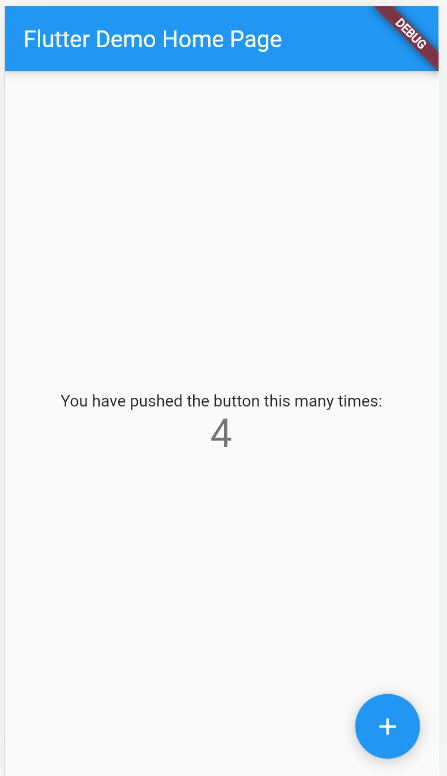 Flutter Demo Home Page
DEBUG
You have pushed the button this many times:
4
+